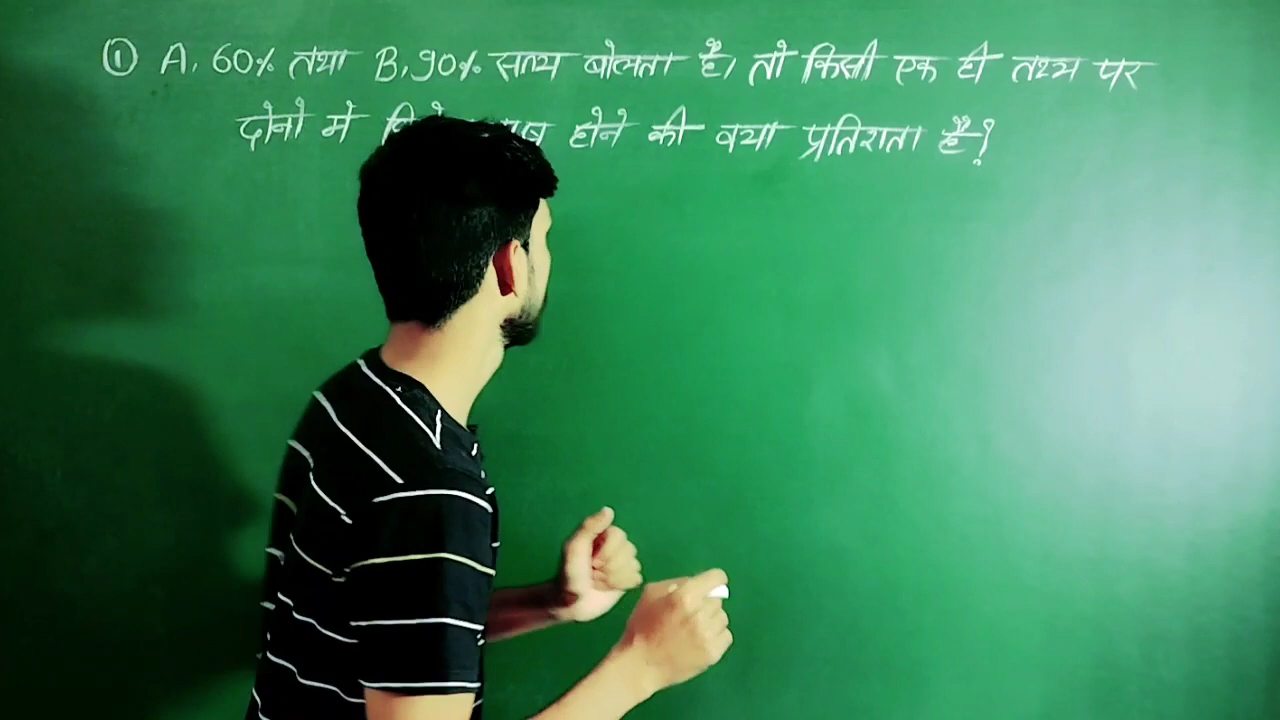 ① A, 60% तथा B, 90% सत्य बोलता है, तो किसी एक ही तथ्य पर
दोनो मे होने की क्या प्रतिशता है?